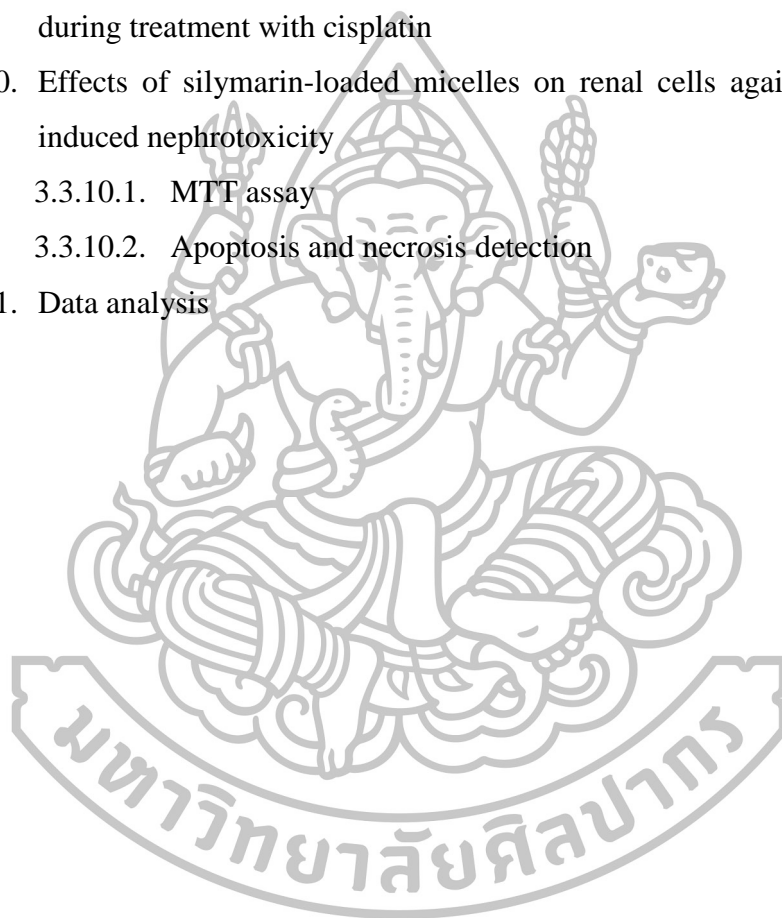 during treatment with cisplatin
0. Effects of silymarin-loaded micelles on renal cells agai
induced nephrotoxicity
3.3.10.1. MTT assay
3.3.10.2. Apoptosis and necrosis detection
1. Data analysis
มหาวิทยาลัยศิลปากร